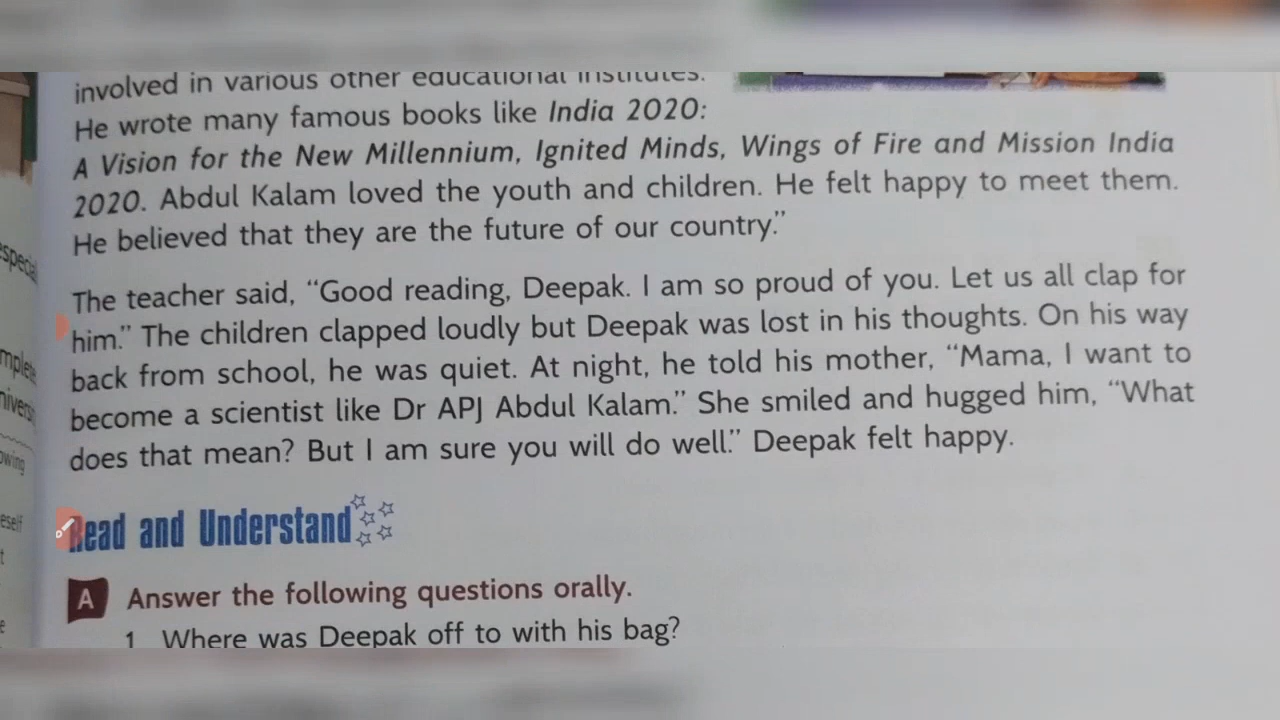 involved in various other educational institutes.
He wrote many famous books like India 2020:
A Vision for the New Millennium, Ignited Minds, Wings of Fire and Mission India
2020. Abdul Kalam loved the youth and children. He felt happy to meet them.
He believed that they are the future of our country."
The teacher said, "Good reading, Deepak. I am so proud of you. Let us all clap for
him." The children clapped loudly but Deepak was lost in his thoughts. On his way
back from school, he was quiet. At night, he told his mother, "Mama, I want to
become a scientist like Dr APJ Abdul Kalam." She smiled and hugged him, "What
does that mean? But I am sure you will do well." Deepak felt happy.
Read and Understand
A Answer the following questions orally.
1 Where was Deepak off to with his bag?